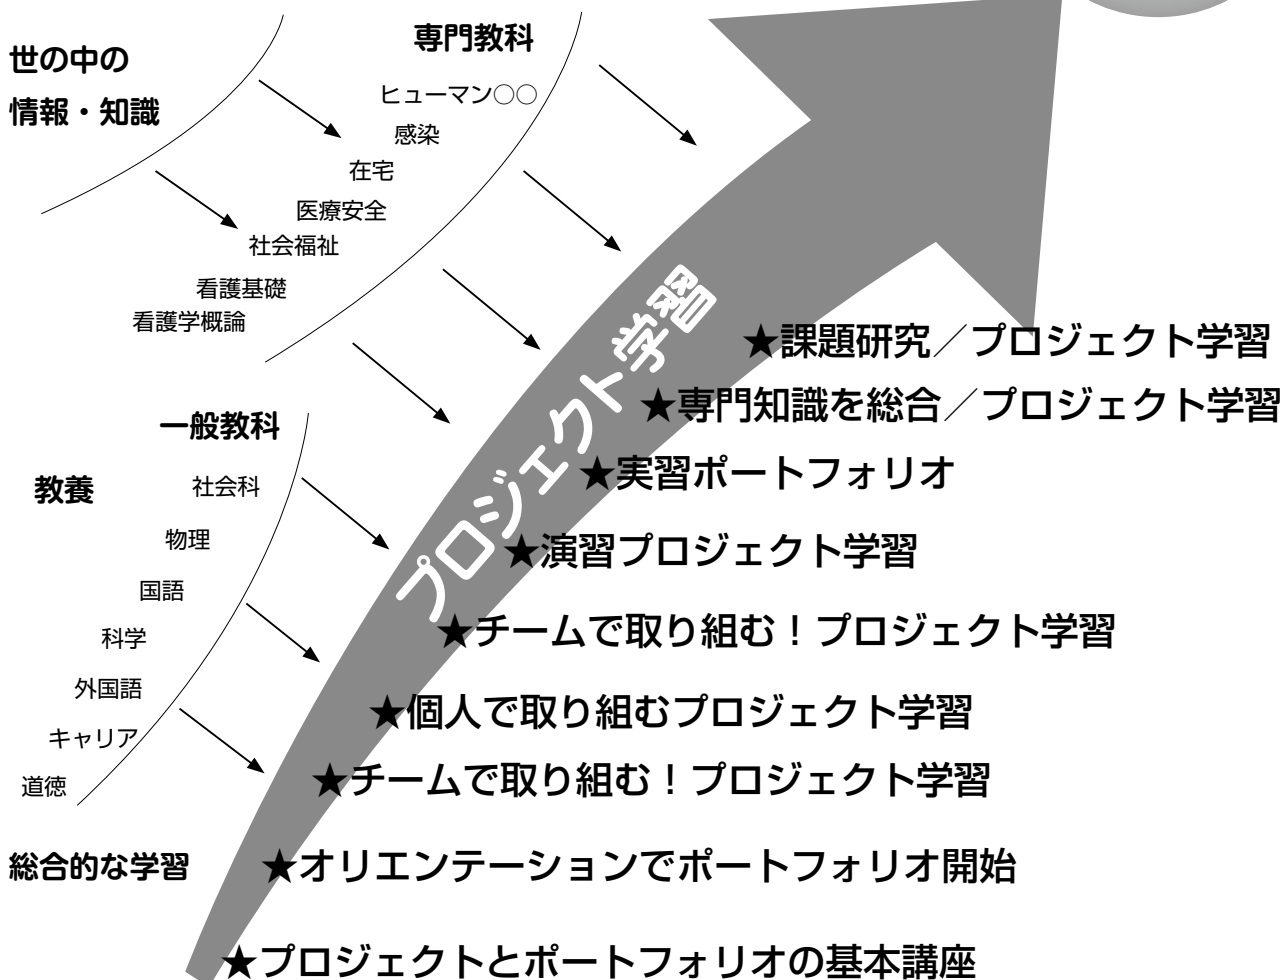 世の中の
情報・知識
専門教科
ヒューマン○○
感染
在宅
医療安全
社会福祉
看護基礎
看護学概論
一般教科
教養
社会科
物理
国語
科学
外国語
キャリア
道徳
総合的な学習
プロジェクト学習
★課題研究／プロジェクト学習
★専門知識を総合／プロジェクト学習
★実習ポートフォリオ
★演習プロジェクト学習
★チームで取り組む！プロジェクト学習
★個人で取り組むプロジェクト学習
★チームで取り組む！プロジェクト学習
★オリエンテーションでポートフォリオ開始
★プロジェクトとポートフォリオの基本講座